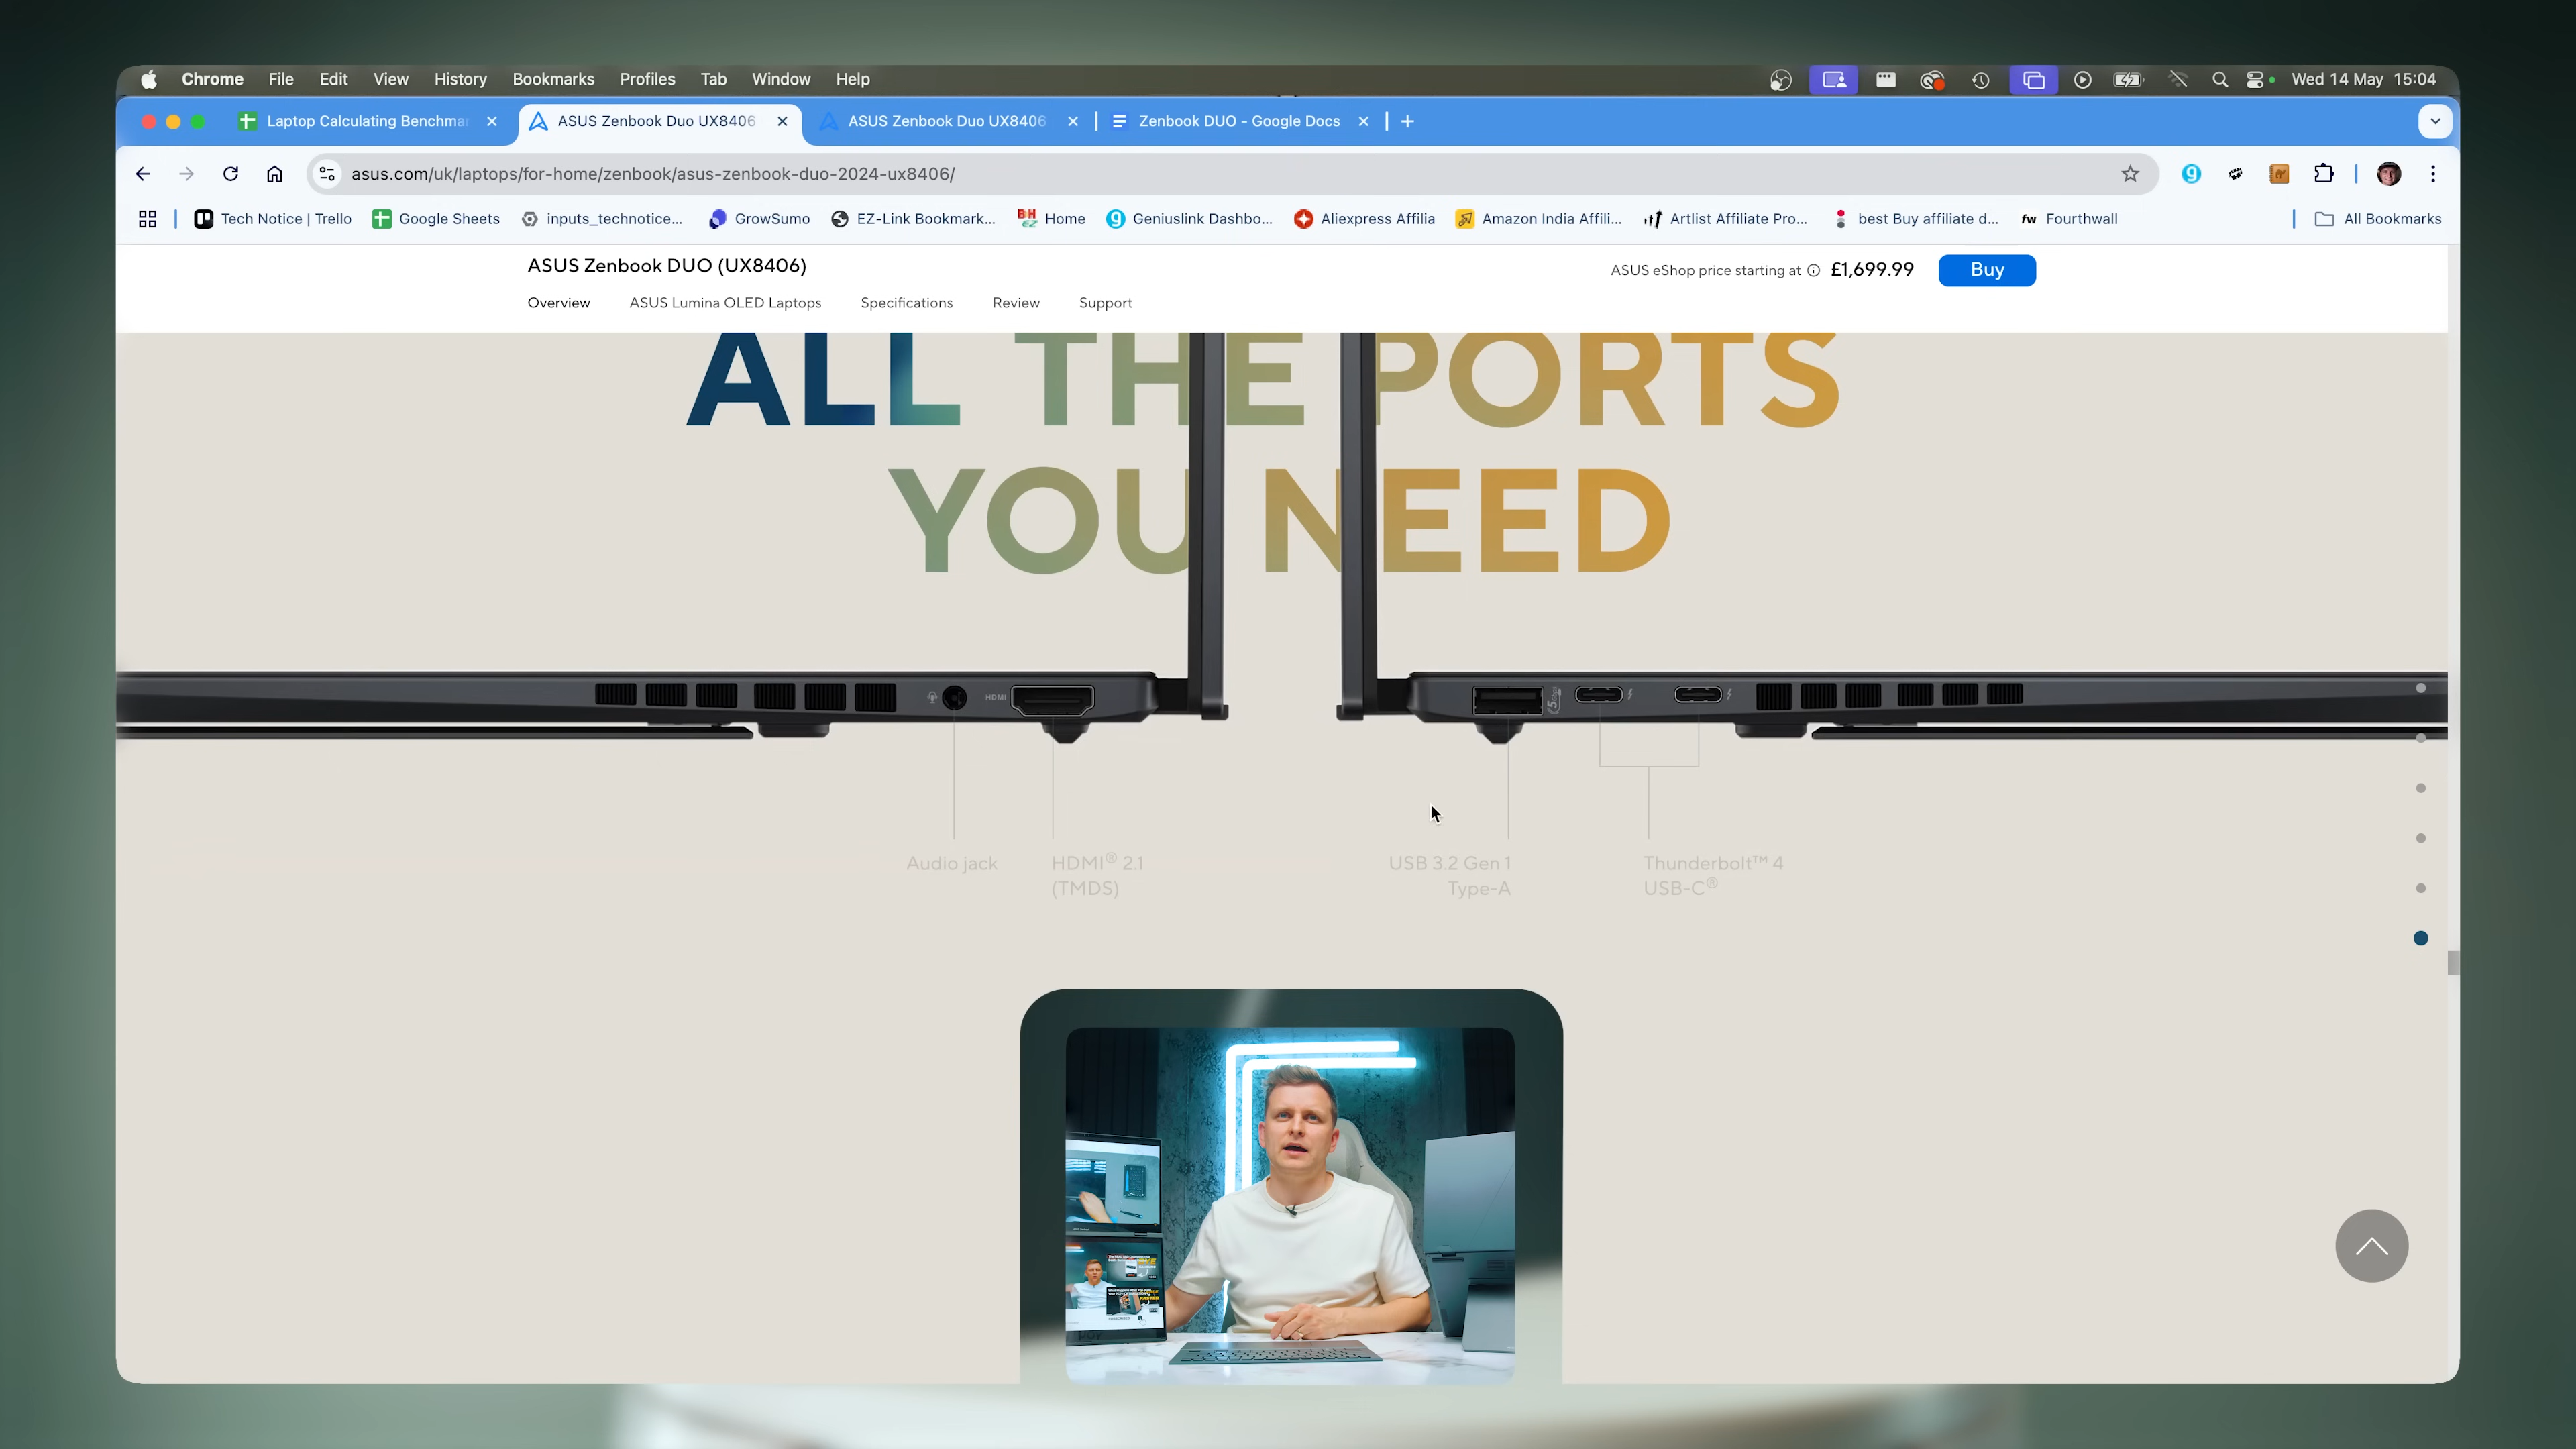 Chrome File Edit View History Bookmarks Profiles Tab Window Help
Wed 14 May 15:04
Laptop Calculating Benchmar
ASUS Zenbook Duo UX8406
ASUS Zenbook Duo UX8406
Zenbook DUO - Google Docs
asus.com/uk/laptops/for-home/zenbook/asus-zenbook-duo-2024-ux8406/
Tech Notice | Trello
Google Sheets
inputs_technotice...
GrowSumo
EZ-Link Bookmark...
Home
Geniuslink Dashbo...
Aliexpress Affilia
Amazon India Affili...
Artlist Affiliate Pro...
best Buy affiliate d...
fw Fourthwall
All Bookmarks
ASUS Zenbook DUO (UX8406)
ASUS eShop price starting at £1,699.99 Buy
Overview ASUS Lumina OLED Laptops Specifications Review Support
ALL THE PORTS
YOU NEED
HDMI
Audio jack
HDMI® 2.1
(TMDS)
USB 3.2 Gen 1
Type-A
Thunderbolt™ 4
USB-C®